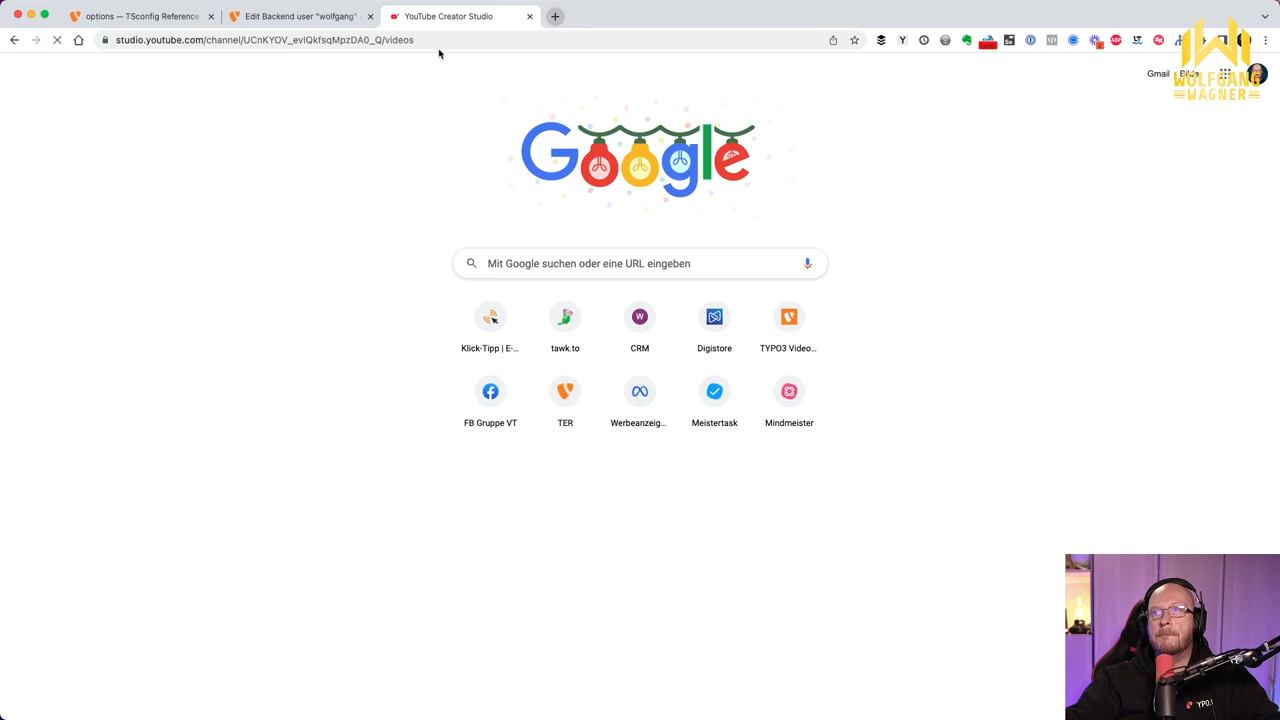 options — TSconfig Reference
Edit Backend user "wolfgang"
YouTube Creator Studio
studio.youtube.com/channel/UCnKYOV_evIQkfsqMpzDA0_Q/videos
Gmail
WOLFGANG
WAGNER
Google
Mit Google suchen oder eine URL eingeben
Klick-Tipp | E-...
tawk.to
W
CRM
Digistore
TYPO3 Video...
FB Gruppe VT
TER
Werbeanzeig...
Meistertask
Mindmeister